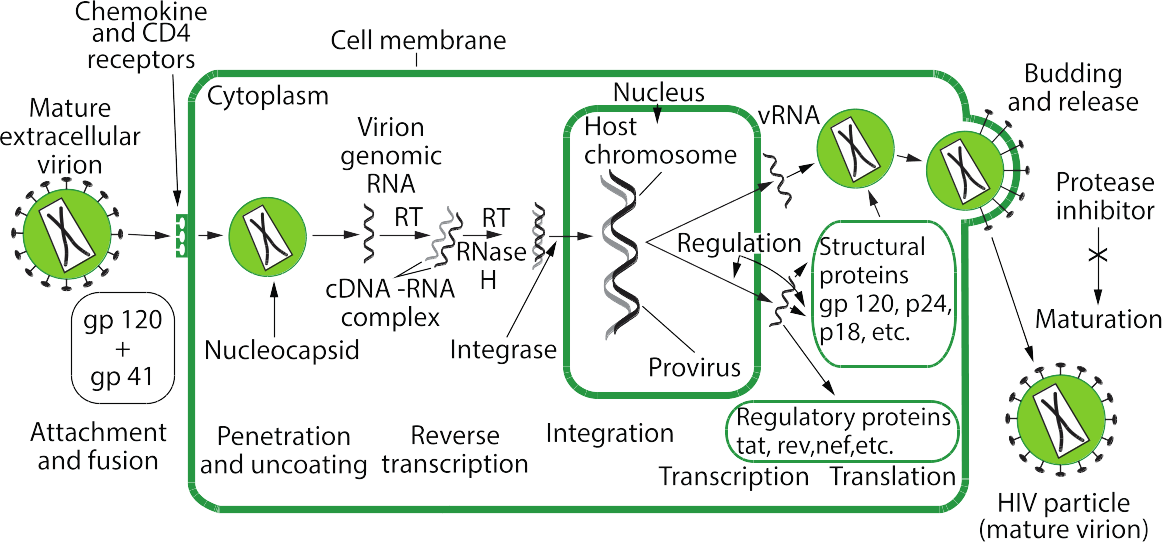 Chemokine
and CD4
receptors
Cell membrane
Budding
and release
Cytoplasm
Nucleus
Mature
extracellular
virion
Virion
genomic
RNA
Host
chromosome
vRNA
Protease
inhibitor
RT
RT
RNase
H
Regulation
Structural
proteins
gp 120, p24,
p18, etc.
cDNA -RNA
complex
gp 120
+
gp 41
Nucleocapsid
Integrase
Provirus
Maturation
Regulatory proteins
tat, rev,nef,etc.
Attachment
and fusion
Penetration
and uncoating
Reverse
transcription
Integration
Transcription
Translation
HIV particle
(mature virion)